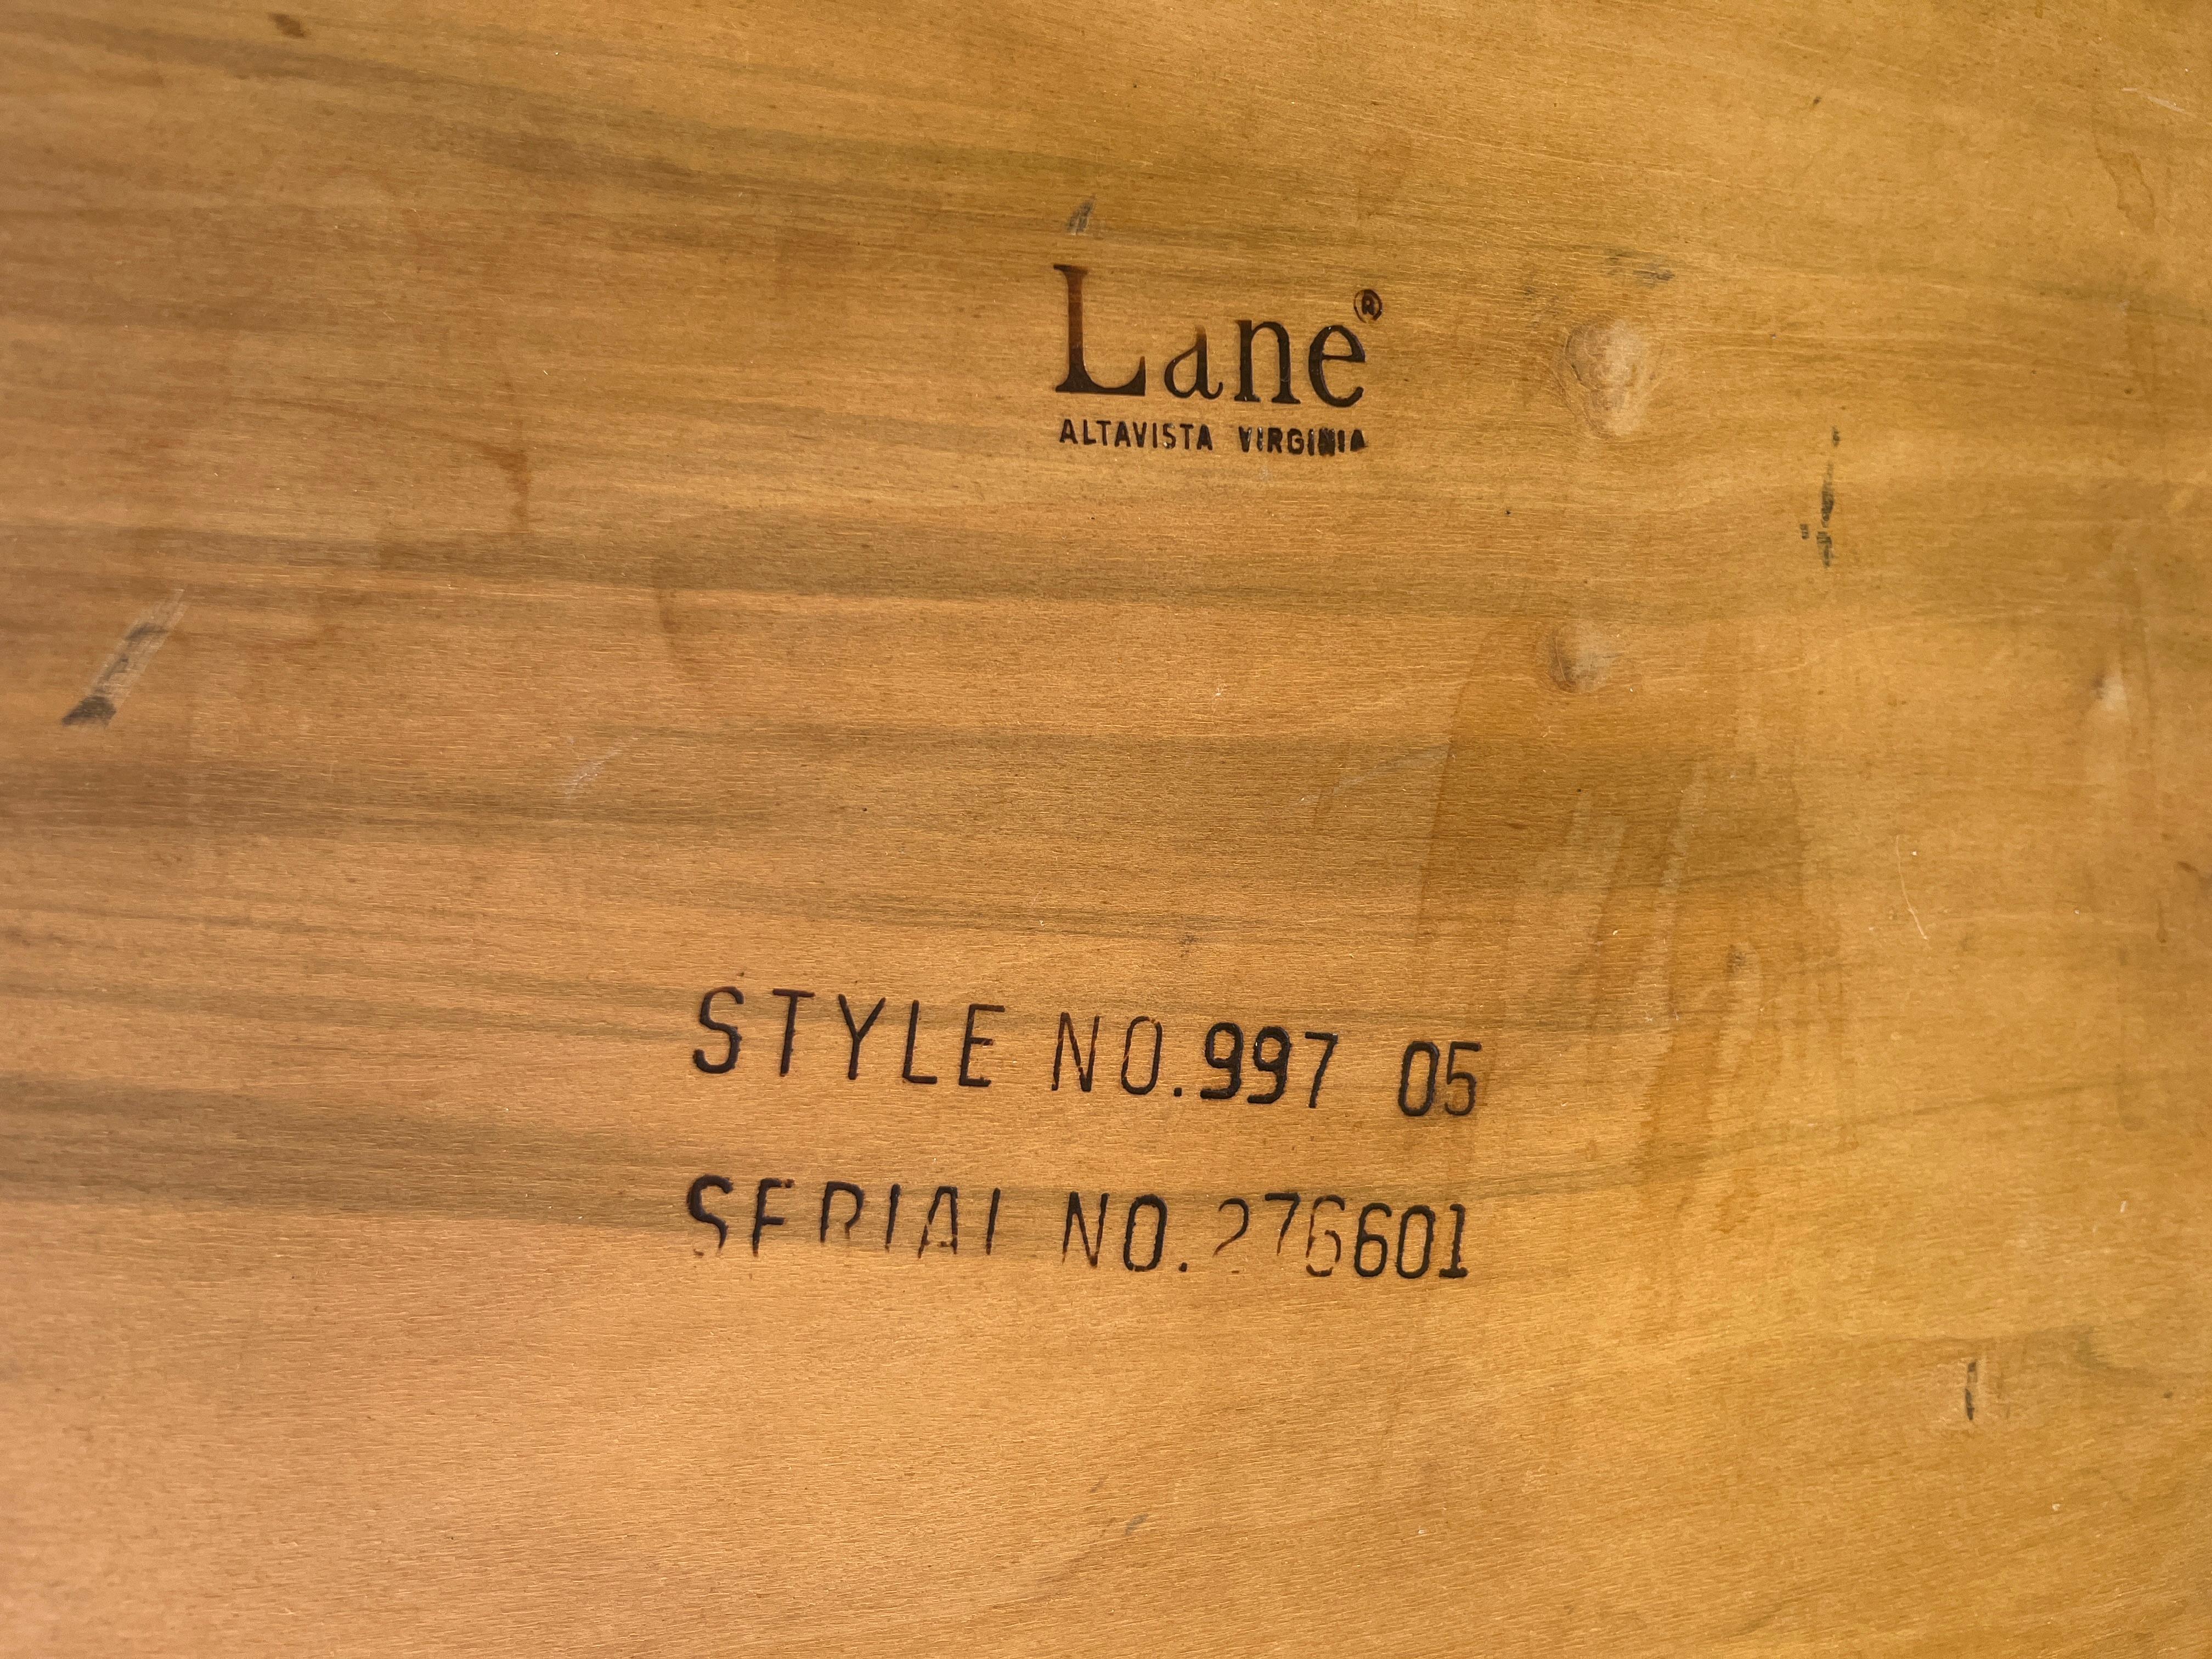 Lane®
ALTAVISTA VIRGINIA
STYLE NO. 997 05
SERIAL NO. 276601